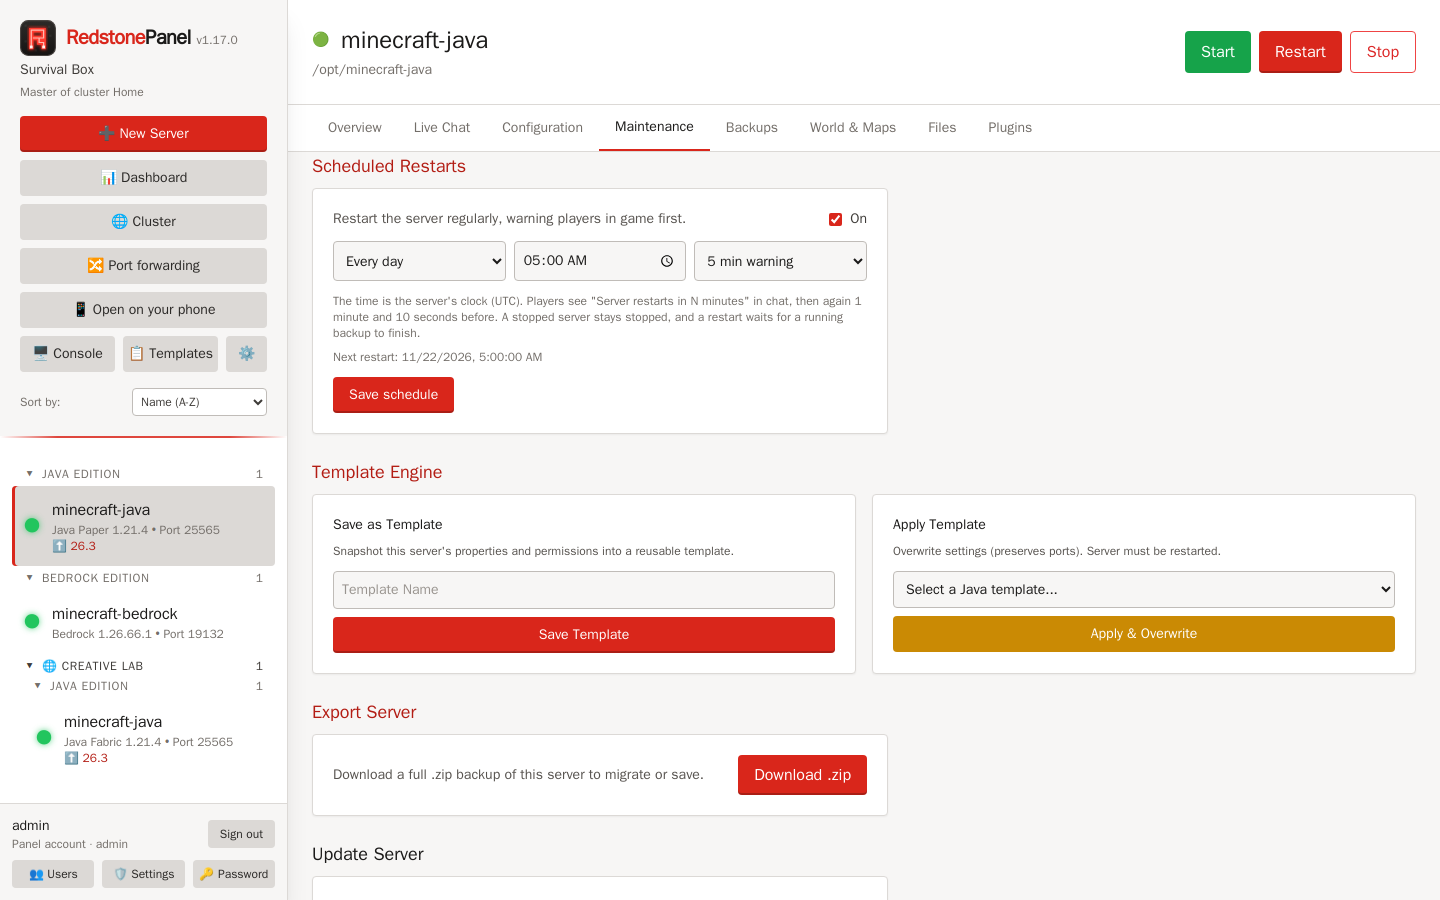 RedstonePanel v1.17.0
Survival Box
Master of cluster Home
➕ New Server
📊 Dashboard
🌐 Cluster
🔀 Port forwarding
📱 Open on your phone
🖥️ Console
📋 Templates
⚙️
Sort by:
Name (A-Z)
▼ JAVA EDITION 1
minecraft-java
Java Paper 1.21.4 • Port 25565
⬆️ 26.3
▼ BEDROCK EDITION 1
minecraft-bedrock
Bedrock 1.26.66.1 • Port 19132
▼ 🌐 CREATIVE LAB 1
▼ JAVA EDITION 1
minecraft-java
Java Fabric 1.21.4 • Port 25565
⬆️ 26.3
admin
Panel account · admin
Sign out
👥 Users
🛡️ Settings
🔑 Password
minecraft-java
/opt/minecraft-java
Start
Restart
Stop
Overview
Live Chat
Configuration
Maintenance
Backups
World & Maps
Files
Plugins
Scheduled Restarts
Restart the server regularly, warning players in game first.
On
Every day
05:00 AM
5 min warning
The time is the server's clock (UTC). Players see "Server restarts in N minutes" in chat, then again 1
minute and 10 seconds before. A stopped server stays stopped, and a restart waits for a running
backup to finish.
Next restart: 11/22/2026, 5:00:00 AM
Save schedule
Template Engine
Save as Template
Snapshot this server's properties and permissions into a reusable template.
Template Name
Save Template
Apply Template
Overwrite settings (preserves ports). Server must be restarted.
Select a Java template...
Apply & Overwrite
Export Server
Download a full .zip backup of this server to migrate or save.
Download .zip
Update Server